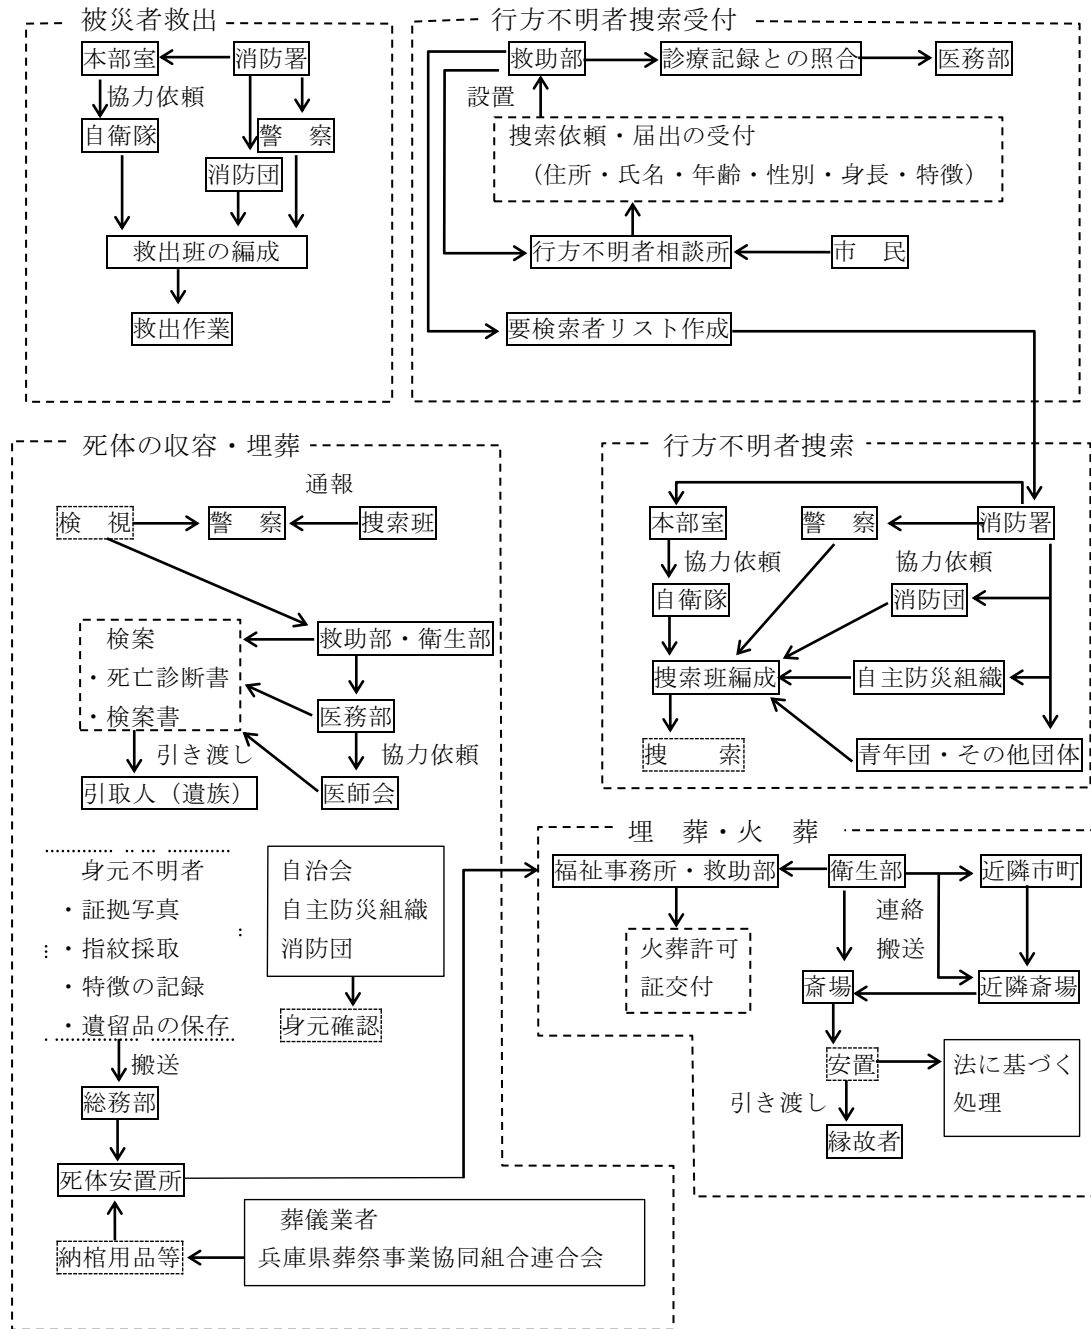 被災者救出
本部室
消防署
協力依頼
自衛隊
警　察
消防団
救出班の編成
救出作業
行方不明者捜索受付
救助部
診療記録との照合
医務部
設置
捜索依頼・届出の受付
（住所・氏名・年齢・性別・身長・特徴）
行方不明者相談所
市　民
要検索者リスト作成
死体の収容・埋葬
通報
検　視
警　察
捜索班
検案
・死亡診断書
・検案書
救助部・衛生部
医務部
引き渡し
協力依頼
引取人（遺族）
医師会
身元不明者
・証拠写真
・指紋採取
・特徴の記録
・遺留品の保存
自治会
自主防災組織
消防団
身元確認
搬送
総務部
死体安置所
納棺用品等
葬儀業者
兵庫県葬祭事業協同組合連合会
行方不明者捜索
本部室
警　察
消防署
協力依頼
協力依頼
自衛隊
消防団
捜索班編成
自主防災組織
捜　　索
青年団・その他団体
埋　葬・火　葬
福祉事務所・救助部
衛生部
近隣市町
連絡
搬送
火葬許可
証交付
斎場
近隣斎場
安置
法に基づく
処理
引き渡し
縁故者